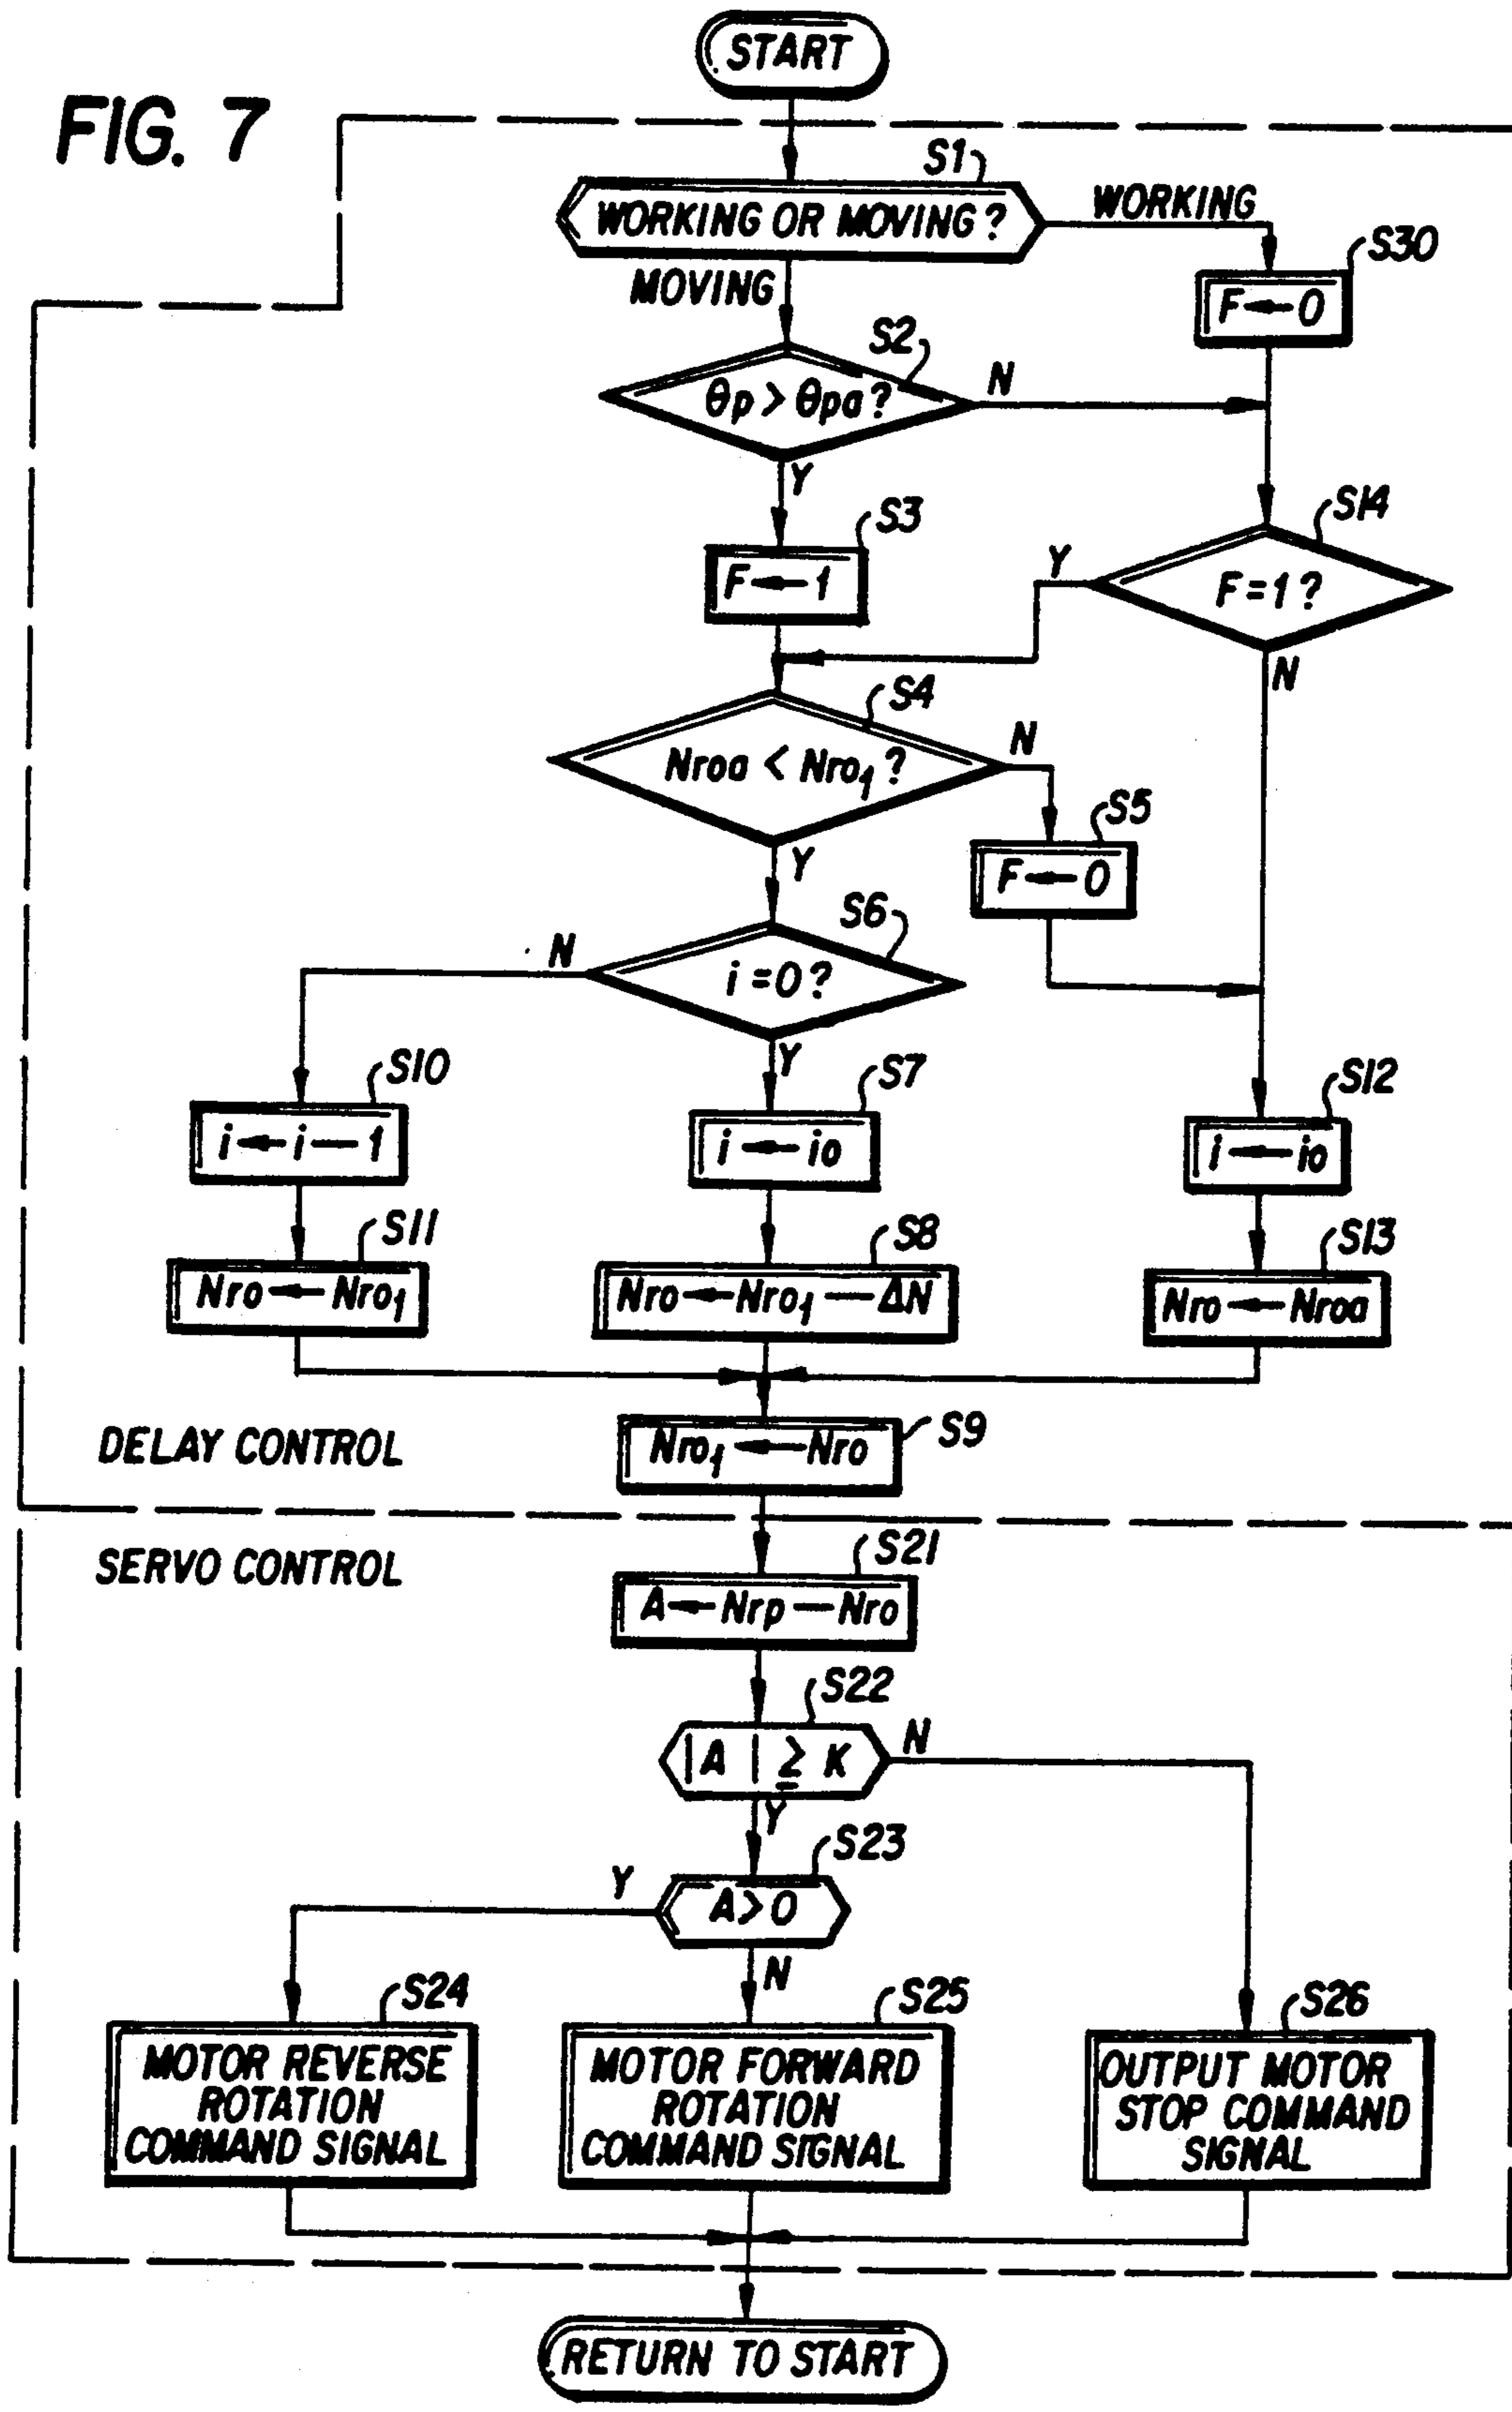 START
FIG. 7
S1
WORKING OR MOVING?
WORKING
S30
MOVING
F←0
S2
θp > θpa?
N
Y
S3
S14
F←1
Y
F=1?
N
S4
Nroa < Nro₁?
N
S5
Y
F←0
S6
N
i=0?
Y
S10
S7
S12
i←i—1
i←io
i←io
S11
S8
S13
Nro←Nro₁
Nro←Nro₁—ΔN
Nro←Nroa
S9
DELAY CONTROL
Nro₁←Nro
SERVO CONTROL
S21
A←Nrp—Nro
S22
|A| ≥ K
N
Y
S23
Y
A>0
N
S24
S25
S26
MOTOR REVERSE
ROTATION
COMMAND SIGNAL
MOTOR FORWARD
ROTATION
COMMAND SIGNAL
OUTPUT MOTOR
STOP COMMAND
SIGNAL
RETURN TO START